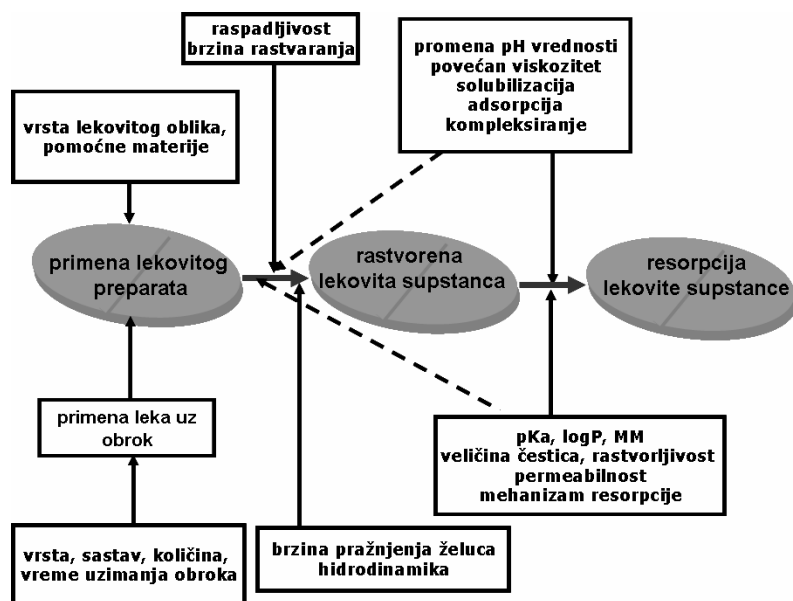 raspadljivost
brzina rastvaranja
promena pH vrednosti
povećan viskozitet
solubilizacija
adsorpcija
kompleksiranje
vrsta lekovitog oblika,
pomoćne materije
primena lekovitog
preparata
rastvorena
lekovita supstanca
resorpcija
lekovite supstance
primena leka uz
obrok
pKa, logP, MM
veličina čestica, rastvorljivost
permeabilnost
mehanizam resorpcije
vrsta, sastav, količina,
vreme uzimanja obroka
brzina pražnjenja želuca
hidrodinamika